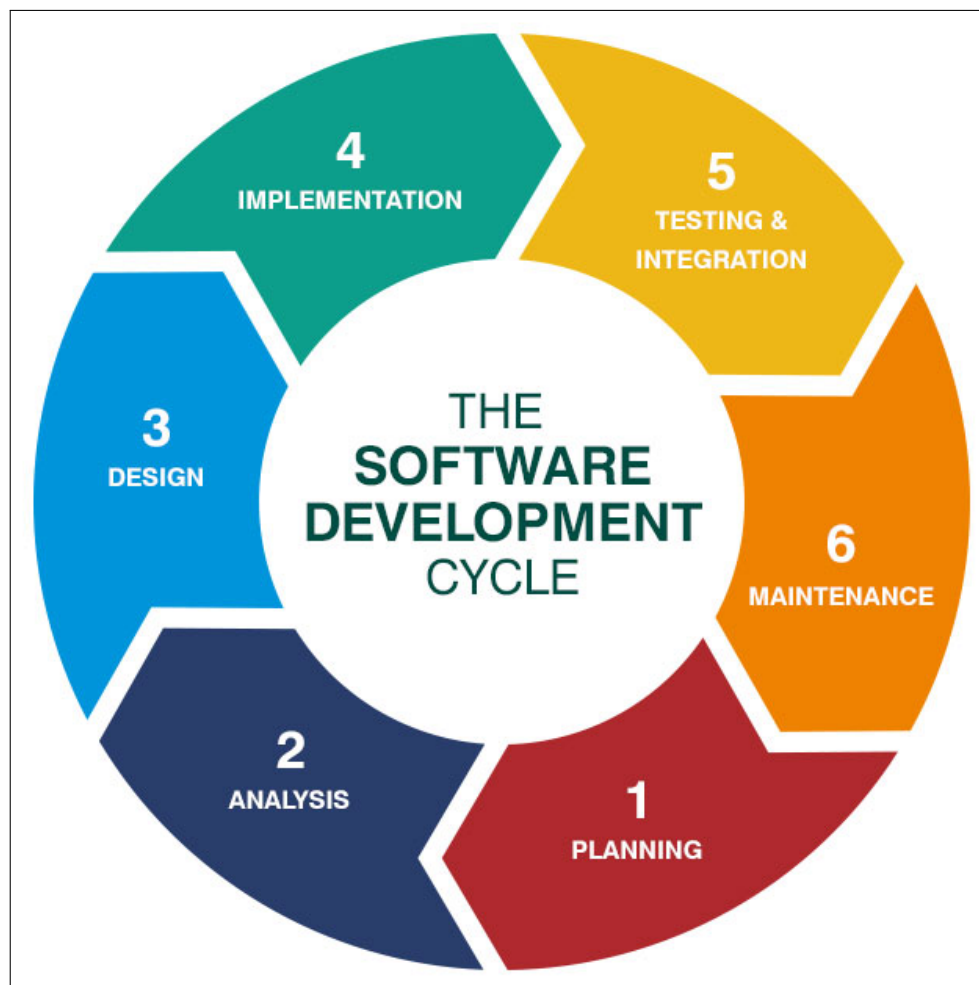 THE
SOFTWARE
DEVELOPMENT
CYCLE
1
PLANNING
2
ANALYSIS
3
DESIGN
4
IMPLEMENTATION
5
TESTING &
INTEGRATION
6
MAINTENANCE